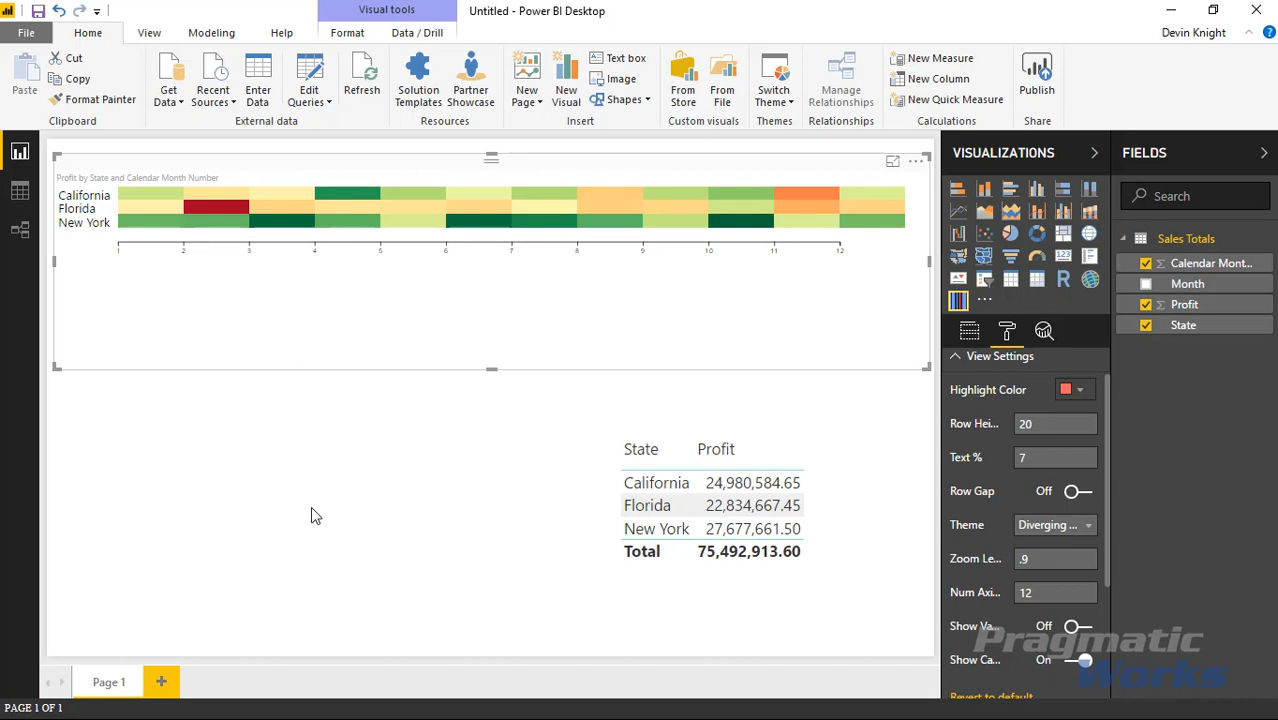 Visual tools
Untitled - Power BI Desktop
File
Home
View
Modeling
Help
Format
Data / Drill
Devin Knight
Paste
Cut
Copy
Format Painter
Clipboard
Get Data
Recent Sources
Enter Data
Edit Queries
Refresh
External data
Solution Templates
Partner Showcase
Resources
New Page
New Visual
Text box
Image
Shapes
Insert
From Store
From File
Custom visuals
Switch Theme
Themes
Manage Relationships
Relationships
New Measure
New Column
New Quick Measure
Calculations
Publish
Share
Profit by State and Calendar Month Number
California
Florida
New York
1 2 3 4 5 6 7 8 9 10 11 12
State Profit
California 24,980,584.65
Florida 22,834,667.45
New York 27,677,661.50
Total 75,492,913.60
VISUALIZATIONS
R
123
View Settings
Highlight Color
Row Hei... 20
Text % 7
Row Gap Off
Theme Diverging ...
Zoom Le... .9
Num Axi... 12
Show Va... Off
Show Ca... On
Revert to default
FIELDS
Search
Sales Totals
Calendar Mont...
Month
Profit
State
Pragmatic
Works
Page 1
PAGE 1 OF 1